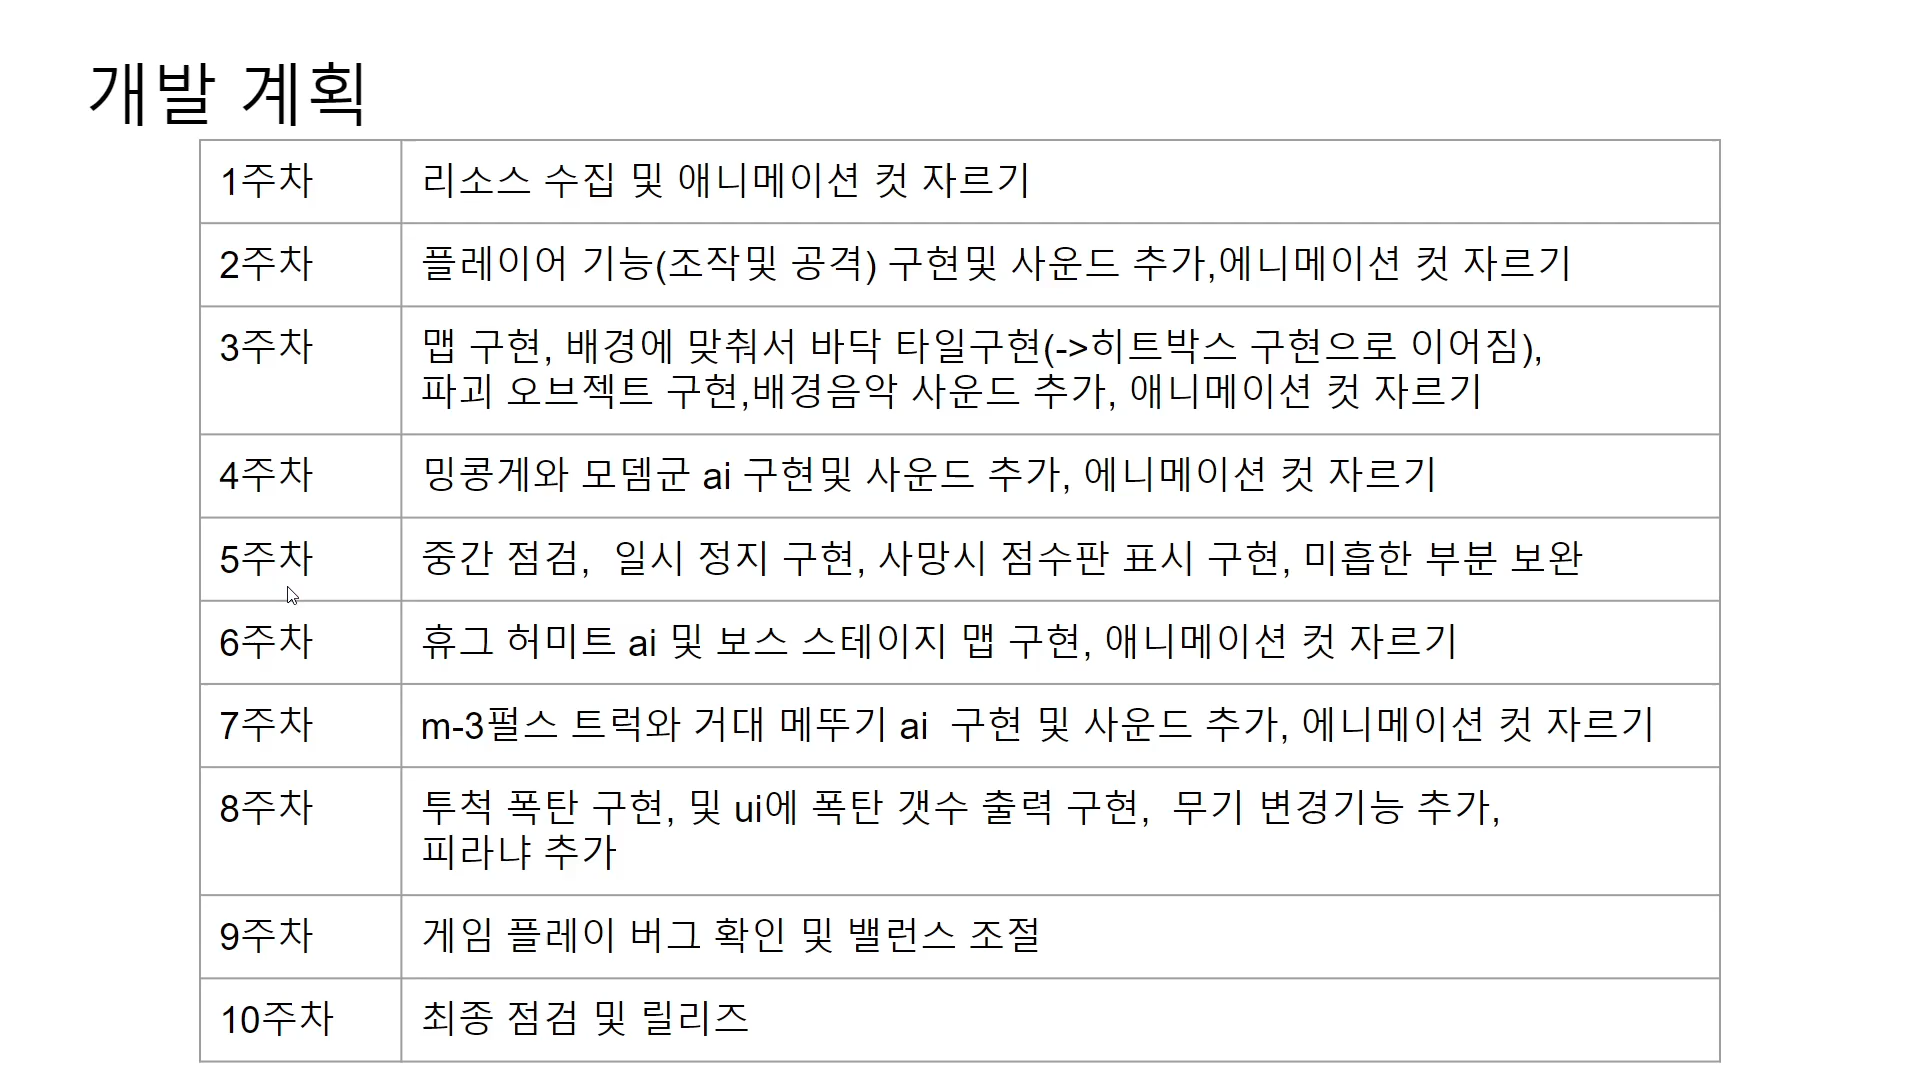 개발 계획
1주차
리소스 수집 및 애니메이션 컷 자르기
2주차
플레이어 기능(조작및 공격) 구현및 사운드 추가,에니메이션 컷 자르기
3주차
맵 구현, 배경에 맞춰서 바닥 타일구현(->히트박스 구현으로 이어짐),
파괴 오브젝트 구현,배경음악 사운드 추가, 애니메이션 컷 자르기
4주차
밍콩게와 모뎀군 ai 구현및 사운드 추가, 에니메이션 컷 자르기
5주차
중간 점검,  일시 정지 구현, 사망시 점수판 표시 구현, 미흡한 부분 보완
6주차
휴그 허미트 ai 및 보스 스테이지 맵 구현, 애니메이션 컷 자르기
7주차
m-3펄스 트럭와 거대 메뚜기 ai  구현 및 사운드 추가, 에니메이션 컷 자르기
8주차
투척 폭탄 구현, 및 ui에 폭탄 갯수 출력 구현,  무기 변경기능 추가,
피라냐 추가
9주차
게임 플레이 버그 확인 및 밸런스 조절
10주차
최종 점검 및 릴리즈